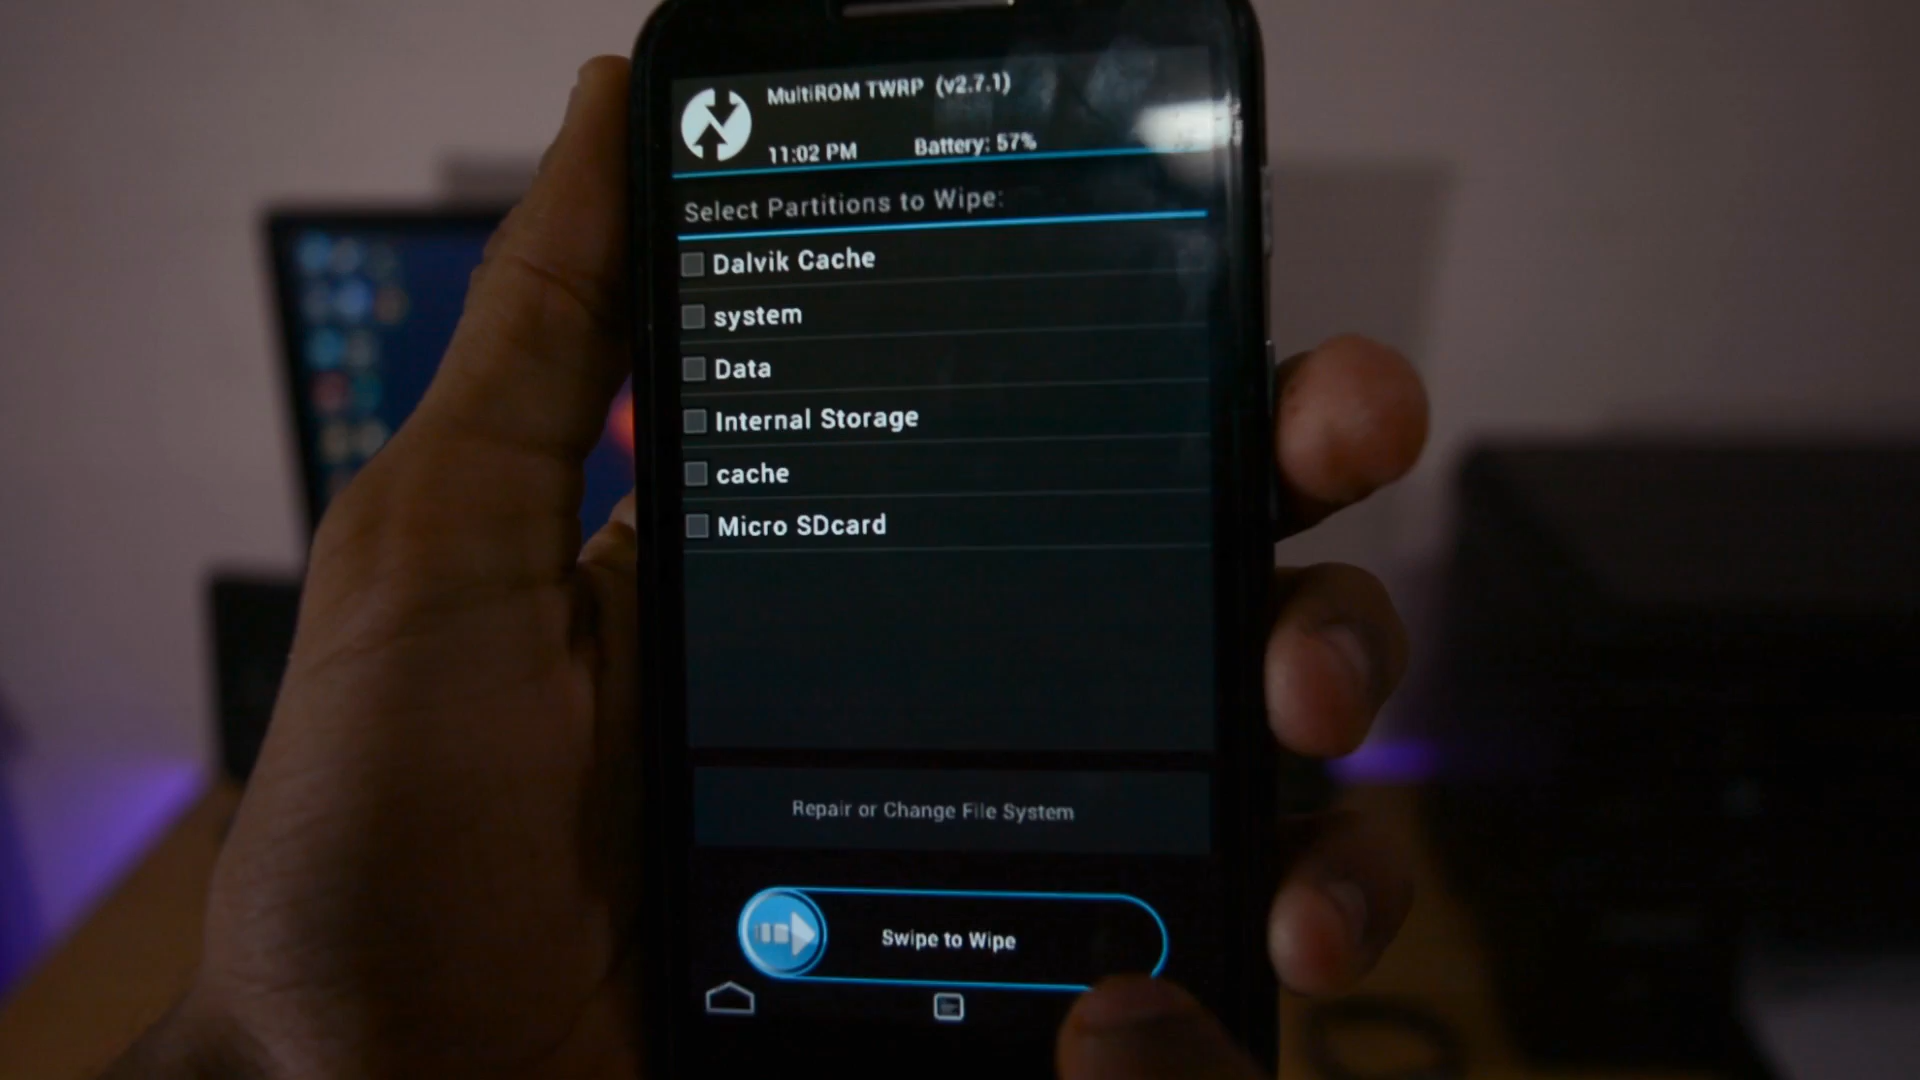 MultiROM TWRP (v2.7.1)
11:02 PM Battery: 57%
Select Partitions to Wipe:
Dalvik Cache
system
Data
Internal Storage
cache
Micro SDcard
Repair or Change File System
Swipe to Wipe